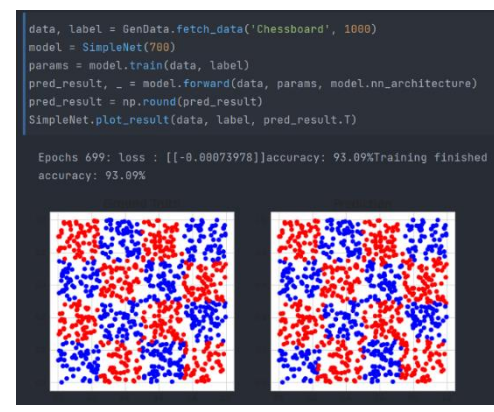 data, label = GenData.fetch_data('Chessboard', 1000)
model = SimpleNet(700)
params = model.train(data, label)
pred_result, _ = model.forward(data, params, model.nn_architecture)
pred_result = np.round(pred_result)
SimpleNet.plot_result(data, label, pred_result.T)
Epochs 699: loss : [[-0.00073978]]accuracy: 93.09%Training finished
accuracy: 93.09%